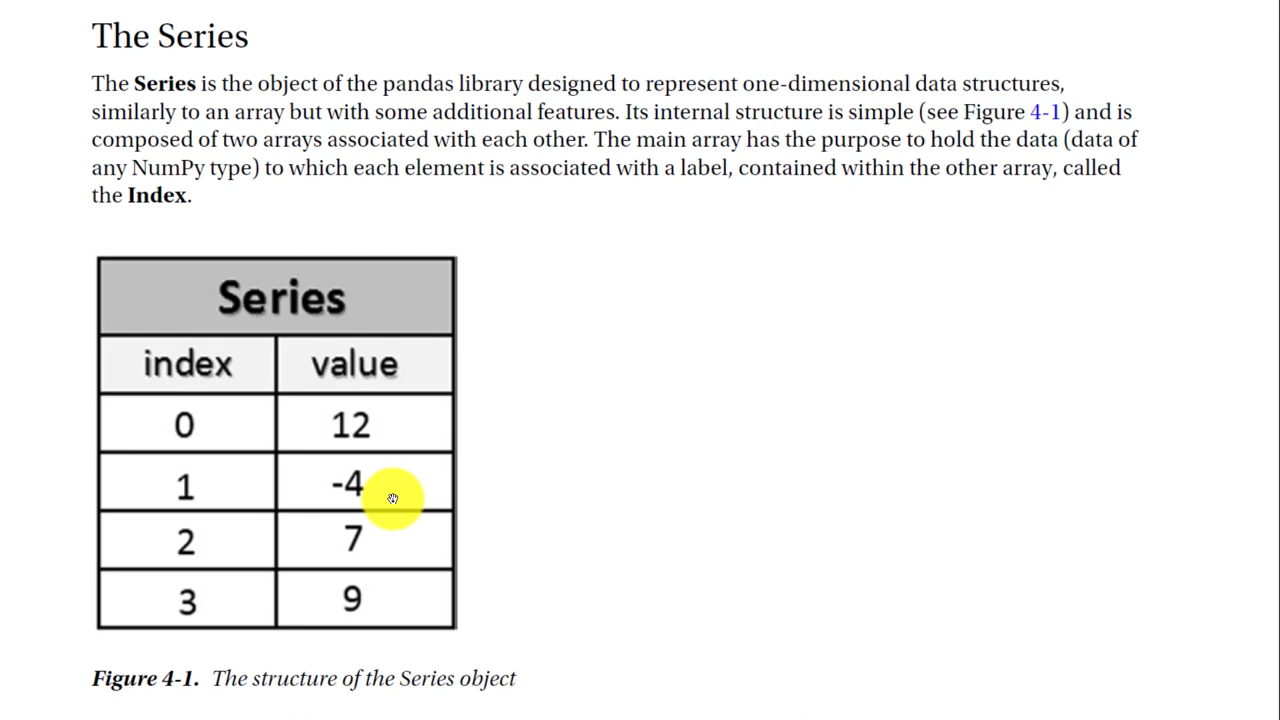 The Series
The Series is the object of the pandas library designed to represent one-dimensional data structures,
similarly to an array but with some additional features. Its internal structure is simple (see Figure 4-1) and is
composed of two arrays associated with each other. The main array has the purpose to hold the data (data of
any NumPy type) to which each element is associated with a label, contained within the other array, called
the Index.
Series
index value
0 12
1 -4
2 7
3 9
Figure 4-1. The structure of the Series object